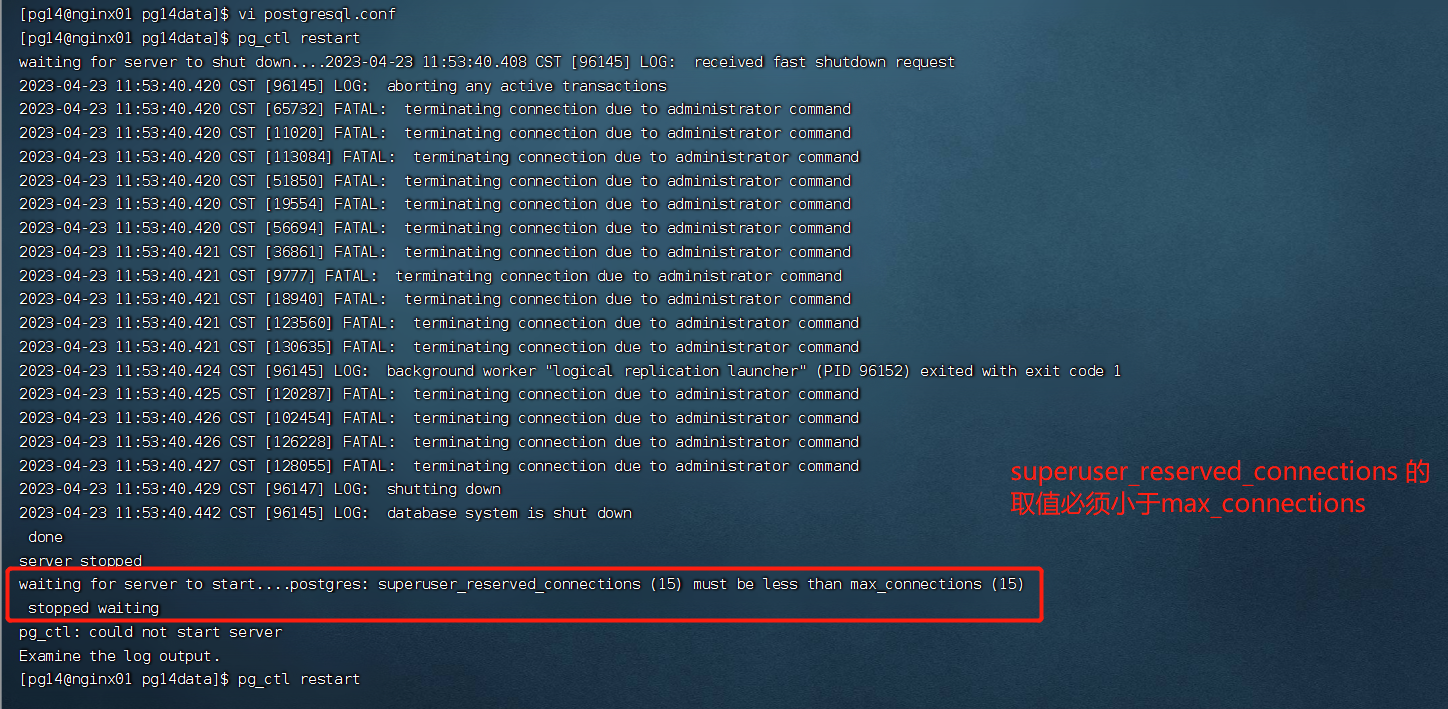 [pg14@nginx01 pg14data]$ vi postgresql.conf
[pg14@nginx01 pg14data]$ pg_ctl restart
waiting for server to shut down....2023-04-23 11:53:40.408 CST [96145] LOG:  received fast shutdown request
2023-04-23 11:53:40.420 CST [96145] LOG:  aborting any active transactions
2023-04-23 11:53:40.420 CST [65732] FATAL:  terminating connection due to administrator command
2023-04-23 11:53:40.420 CST [11020] FATAL:  terminating connection due to administrator command
2023-04-23 11:53:40.420 CST [113084] FATAL:  terminating connection due to administrator command
2023-04-23 11:53:40.420 CST [51850] FATAL:  terminating connection due to administrator command
2023-04-23 11:53:40.420 CST [19554] FATAL:  terminating connection due to administrator command
2023-04-23 11:53:40.420 CST [56694] FATAL:  terminating connection due to administrator command
2023-04-23 11:53:40.421 CST [36861] FATAL:  terminating connection due to administrator command
2023-04-23 11:53:40.421 CST [9777] FATAL:  terminating connection due to administrator command
2023-04-23 11:53:40.421 CST [18940] FATAL:  terminating connection due to administrator command
2023-04-23 11:53:40.421 CST [123560] FATAL:  terminating connection due to administrator command
2023-04-23 11:53:40.421 CST [130635] FATAL:  terminating connection due to administrator command
2023-04-23 11:53:40.424 CST [96145] LOG:  background worker "logical replication launcher" (PID 96152) exited with exit code 1
2023-04-23 11:53:40.425 CST [120287] FATAL:  terminating connection due to administrator command
2023-04-23 11:53:40.426 CST [102454] FATAL:  terminating connection due to administrator command
2023-04-23 11:53:40.426 CST [126228] FATAL:  terminating connection due to administrator command
2023-04-23 11:53:40.427 CST [128055] FATAL:  terminating connection due to administrator command
2023-04-23 11:53:40.429 CST [96147] LOG:  shutting down
2023-04-23 11:53:40.442 CST [96145] LOG:  database system is shut down
done
server stopped
waiting for server to start....postgres: superuser_reserved_connections (15) must be less than max_connections (15)
stopped waiting
pg_ctl: could not start server
Examine the log output.
[pg14@nginx01 pg14data]$ pg_ctl restart
superuser_reserved_connections 的
取值必须小于max_connections